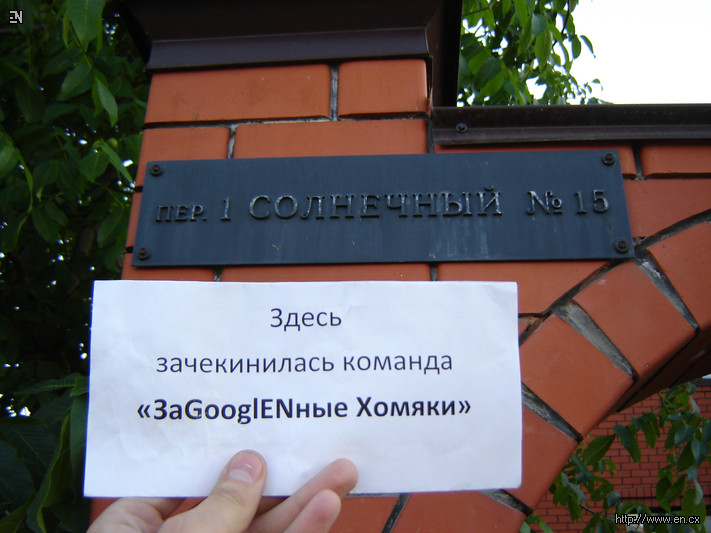 EN
ПЕР. 1 СОЛНЕЧНЫЙ № 15
Здесь
зачекинилась команда
«ЗаGooglENные Хомяки»
http://www.en.cx